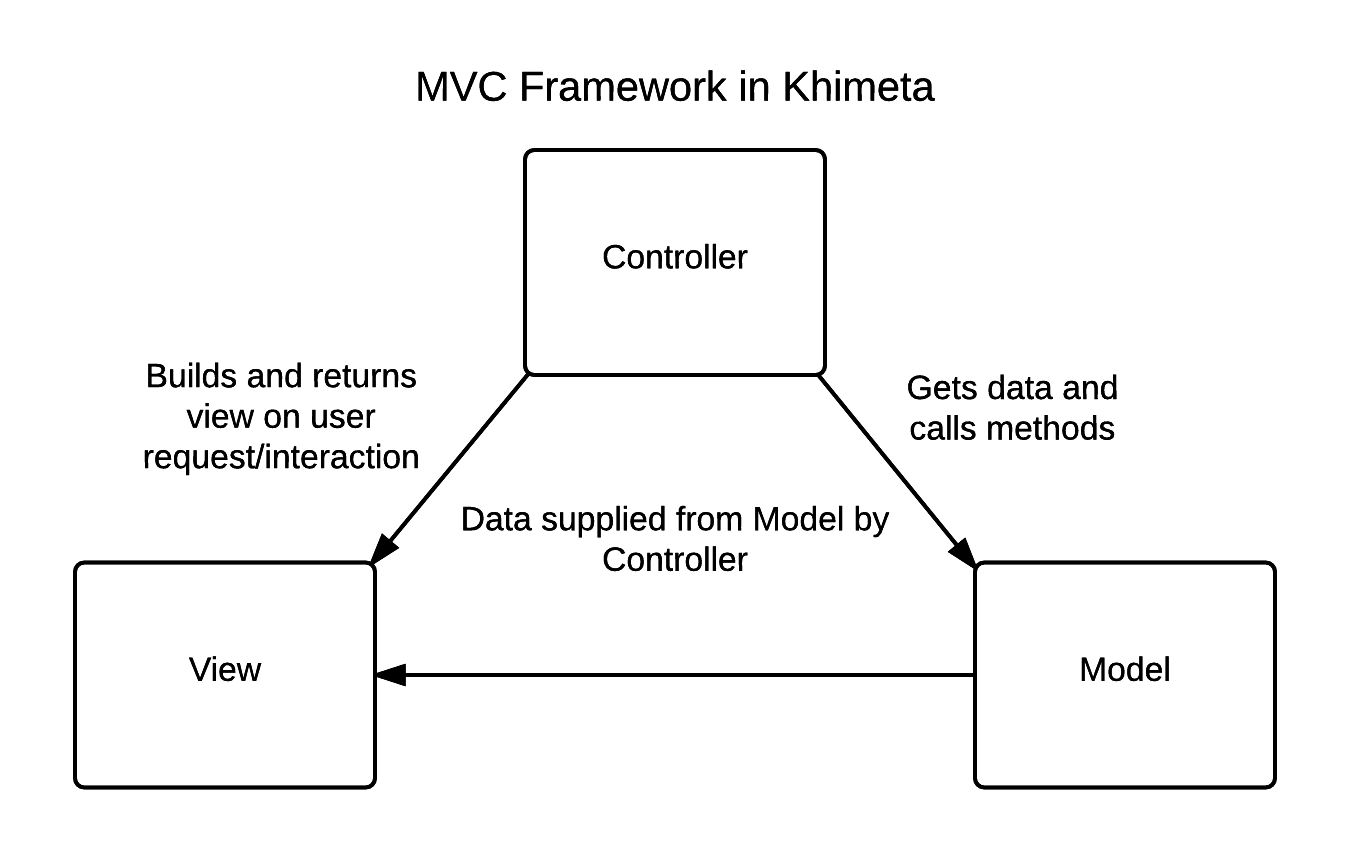 MVC Framework in Khimeta
Controller
Builds and returns
view on user
request/interaction
Gets data and
calls methods
Data supplied from Model by
Controller
View
Model